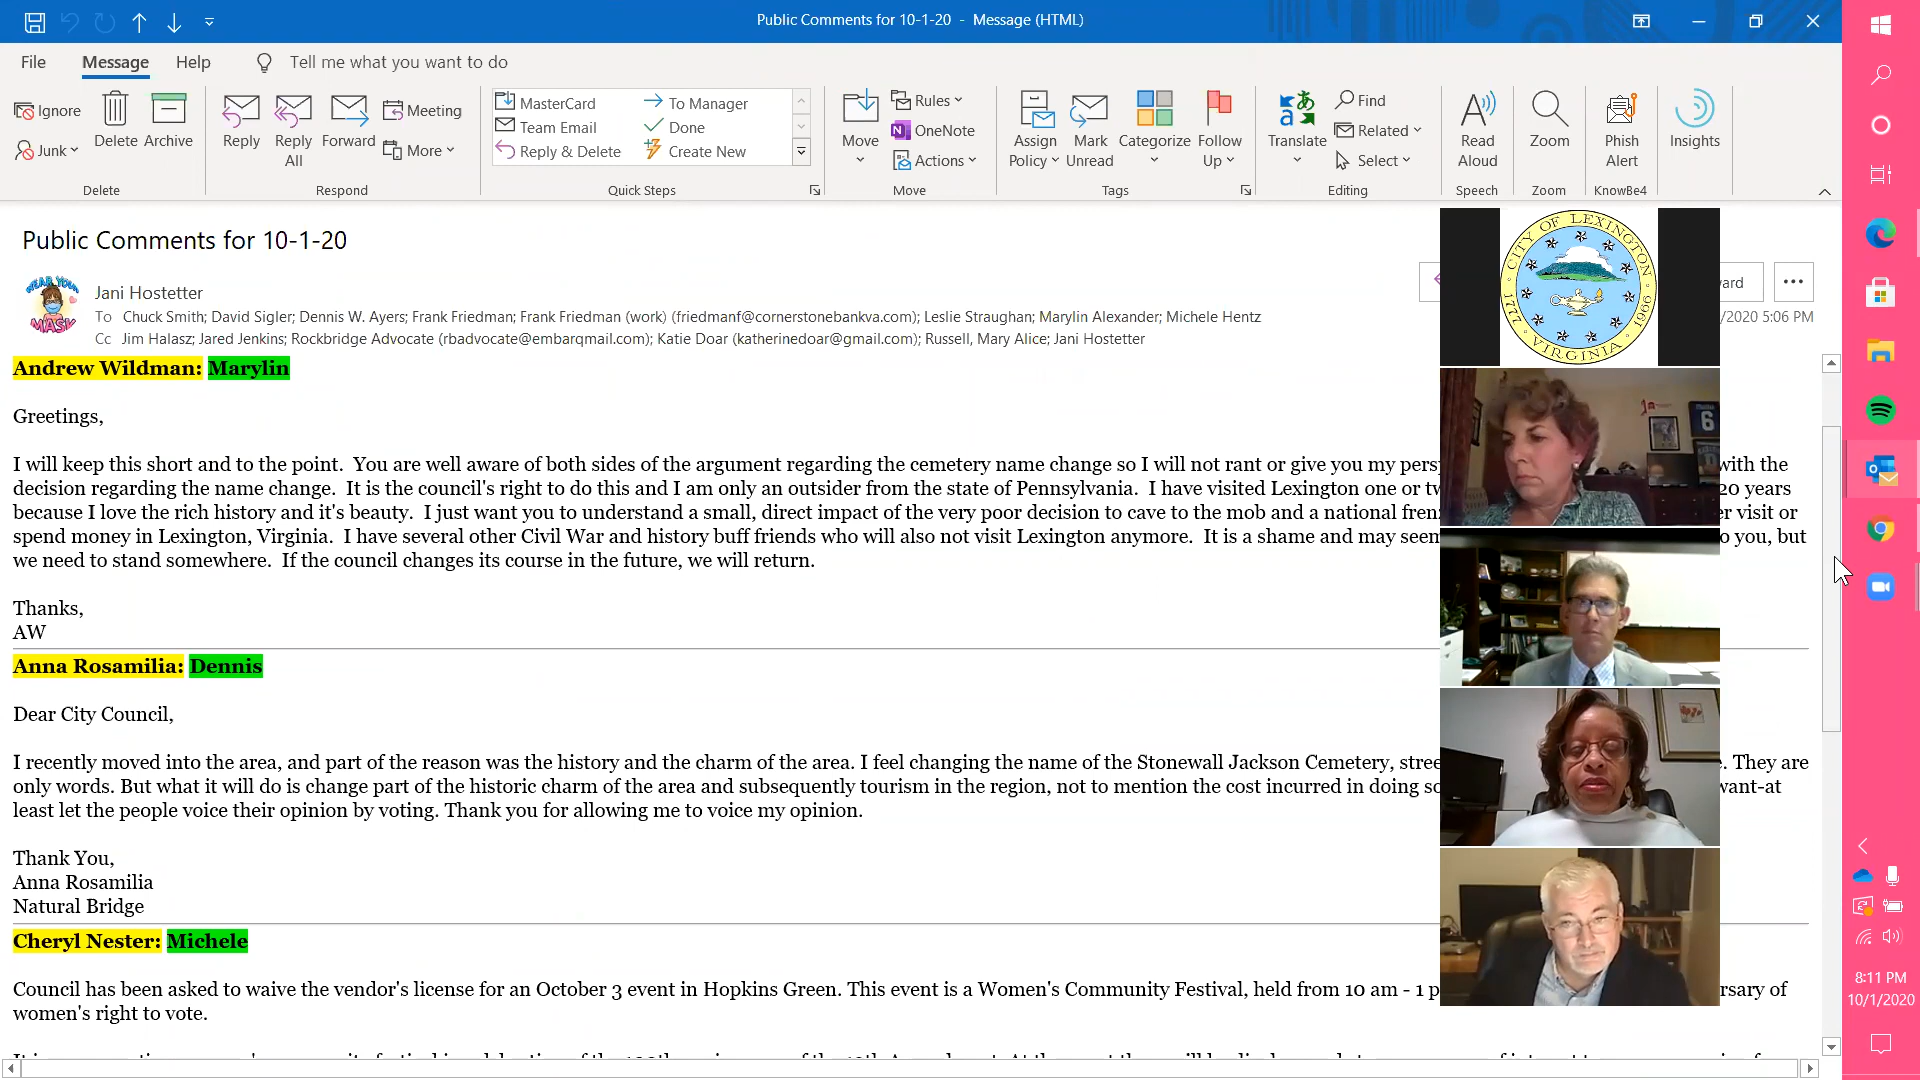 Public Comments for 10-1-20 - Message (HTML)
File Message Help Tell me what you want to do
Ignore
Junk
Delete
Archive
Reply
Reply All
Forward
Meeting
More
MasterCard
To Manager
Team Email
Done
Reply & Delete
Create New
Move
Rules
OneNote
Actions
Assign Policy
Mark Unread
Categorize
Follow Up
Translate
Find
Related
Select
Read Aloud
Zoom
Phish Alert
Insights
Delete Respond Quick Steps Move Tags Editing Speech Zoom KnowBe4
Public Comments for 10-1-20
WEAR YOUR MASK
Jani Hostetter
To Chuck Smith; David Sigler; Dennis W. Ayers; Frank Friedman; Frank Friedman (work) (friedmanf@cornerstonebankva.com); Leslie Straughan; Marylin Alexander; Michele Hentz
Cc Jim Halasz; Jared Jenkins; Rockbridge Advocate (rbadvocate@embarqmail.com); Katie Doar (katherinedoar@gmail.com); Russell, Mary Alice; Jani Hostetter
ward
/2020 5:06 PM
CITY OF LEXINGTON
1777 VIRGINIA 1966
Andrew Wildman: Marylin
Greetings,
I will keep this short and to the point. You are well aware of both sides of the argument regarding the cemetery name change so I will not rant or give you my persp with the
decision regarding the name change. It is the council's right to do this and I am only an outsider from the state of Pennsylvania. I have visited Lexington one or tw 20 years
because I love the rich history and it's beauty. I just want you to understand a small, direct impact of the very poor decision to cave to the mob and a national frenz r visit or
spend money in Lexington, Virginia. I have several other Civil War and history buff friends who will also not visit Lexington anymore. It is a shame and may seem o you, but
we need to stand somewhere. If the council changes its course in the future, we will return.
Thanks,
AW
Anna Rosamilia: Dennis
Dear City Council,
I recently moved into the area, and part of the reason was the history and the charm of the area. I feel changing the name of the Stonewall Jackson Cemetery, stree . They are
only words. But what it will do is change part of the historic charm of the area and subsequently tourism in the region, not to mention the cost incurred in doing so want-at
least let the people voice their opinion by voting. Thank you for allowing me to voice my opinion.
Thank You,
Anna Rosamilia
Natural Bridge
Cheryl Nester: Michele
Council has been asked to waive the vendor's license for an October 3 event in Hopkins Green. This event is a Women's Community Festival, held from 10 am - 1 p rsary of
women's right to vote.
6
8:11 PM
10/1/2020